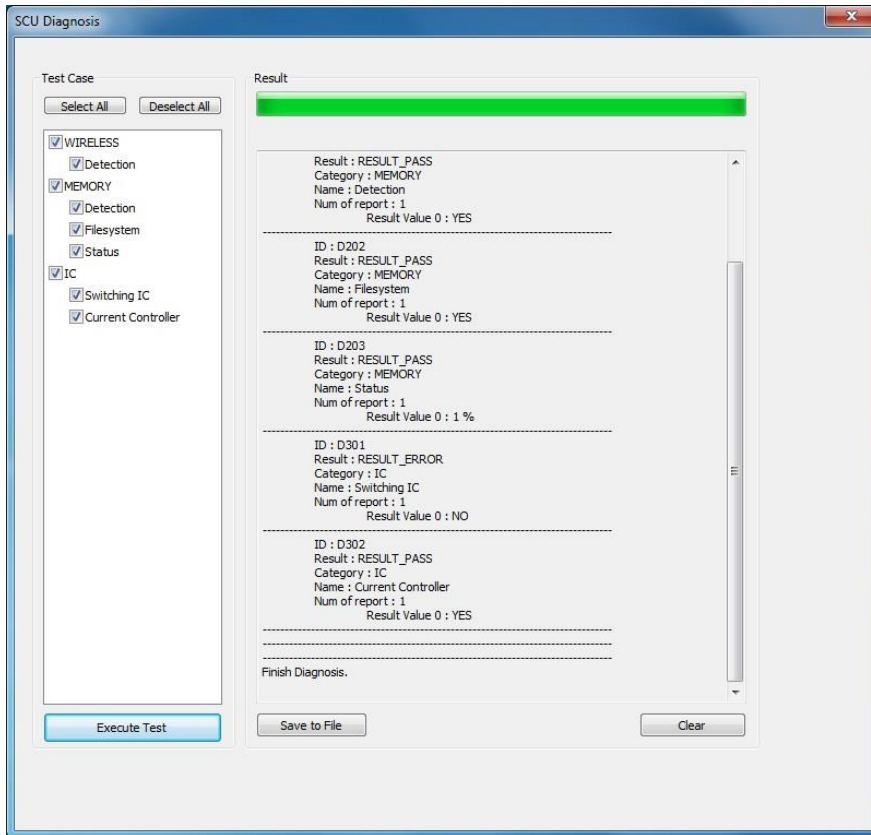 SCU Diagnosis
Test Case
Select All Deselect All
WIRELESS
Detection
MEMORY
Detection
Filesystem
Status
IC
Switching IC
Current Controller
Execute Test
Result
Result : RESULT_PASS
Category : MEMORY
Name : Detection
Num of report : 1
Result Value 0 : YES
--------------------------------------------------------------------------------
ID : D202
Result : RESULT_PASS
Category : MEMORY
Name : Filesystem
Num of report : 1
Result Value 0 : YES
--------------------------------------------------------------------------------
ID : D203
Result : RESULT_PASS
Category : MEMORY
Name : Status
Num of report : 1
Result Value 0 : 1 %
--------------------------------------------------------------------------------
ID : D301
Result : RESULT_ERROR
Category : IC
Name : Switching IC
Num of report : 1
Result Value 0 : NO
--------------------------------------------------------------------------------
ID : D302
Result : RESULT_PASS
Category : IC
Name : Current Controller
Num of report : 1
Result Value 0 : YES
--------------------------------------------------------------------------------
--------------------------------------------------------------------------------
--------------------------------------------------------------------------------
Finish Diagnosis.
Save to File Clear